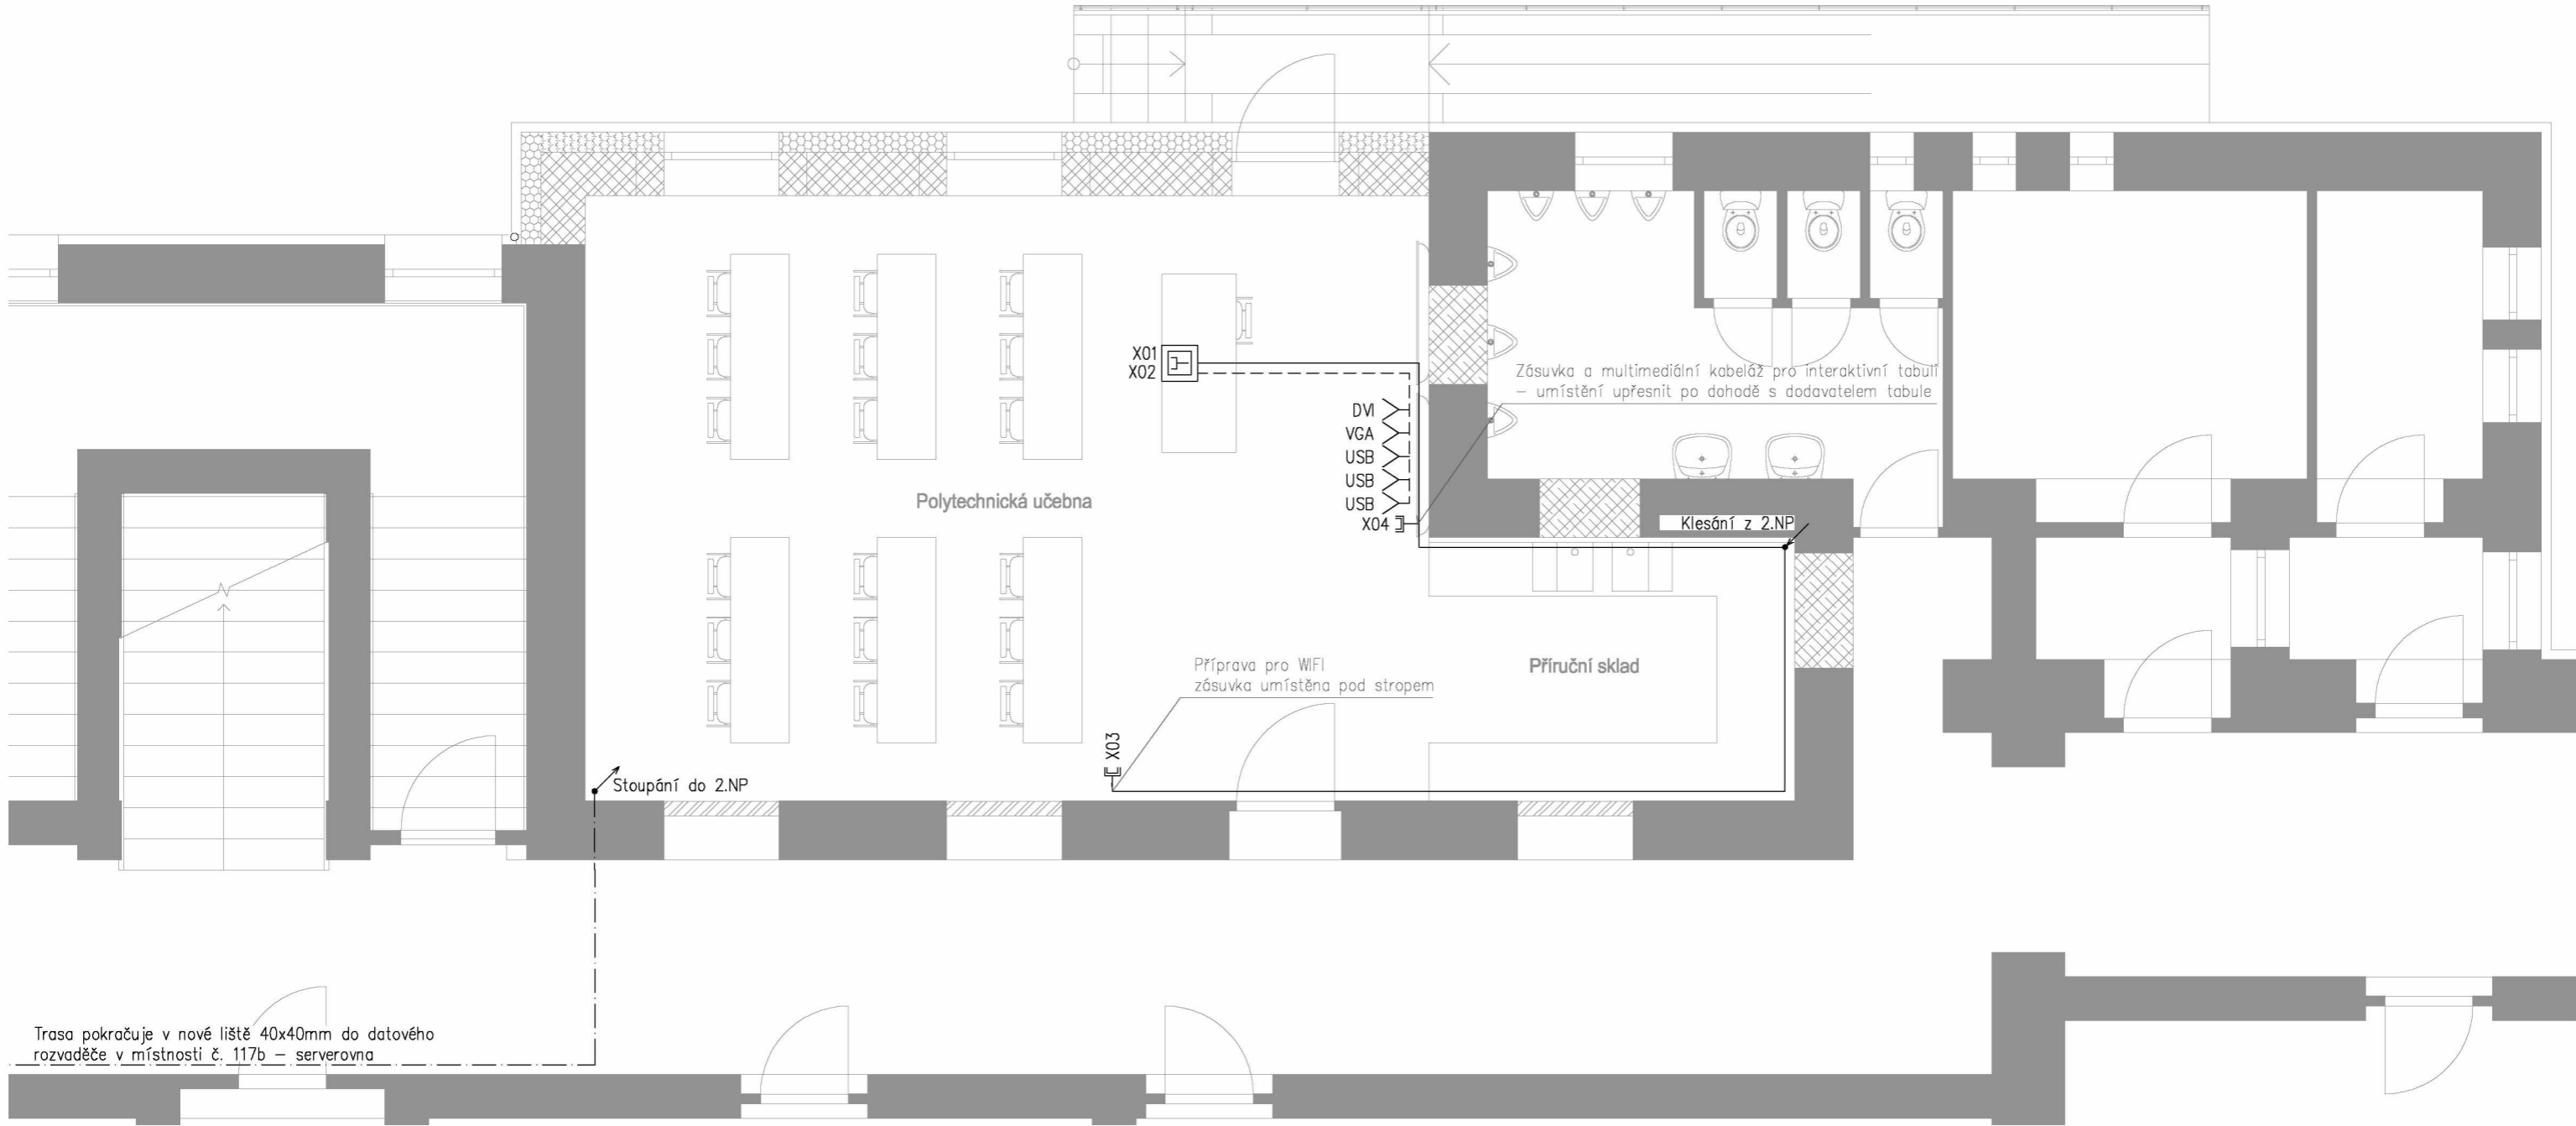 X01
X02
Zásuvka a multimediální kabeláž pro interaktivní tabuli
– umístění upřesnit po dohodě s dodavatelem tabule
DVI
VGA
USB
USB
USB
X04
Polytechnická učebna
Klesání z 2.NP
Příprava pro WIFI
zásuvka umístěna pod stropem
Příruční sklad
X03
Stoupání do 2.NP
Trasa pokračuje v nové liště 40x40mm do datového
rozvaděče v místnosti č. 117b – serverovna